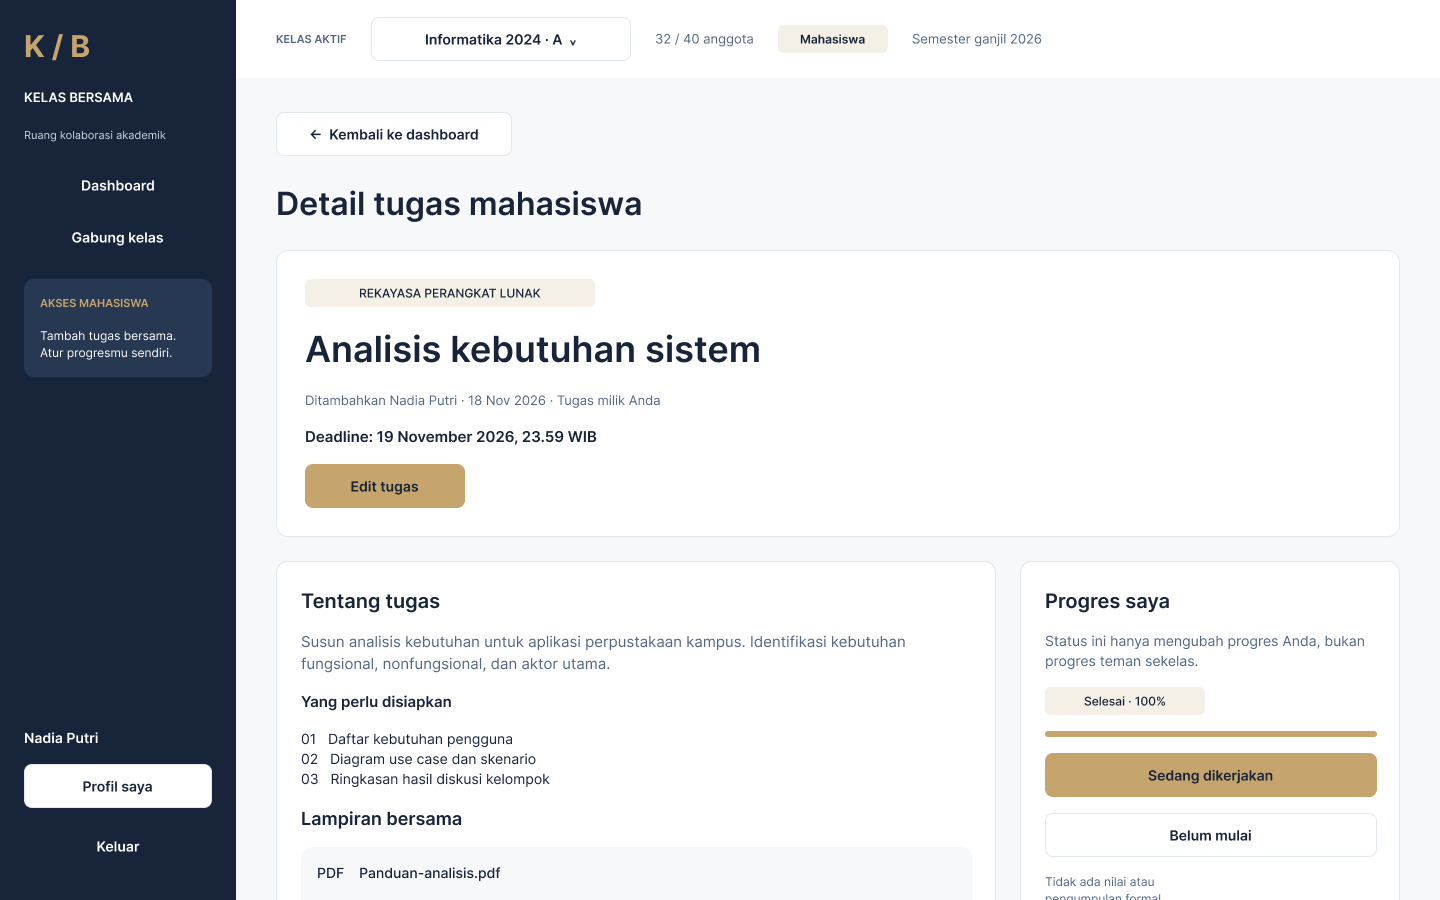 K / B
KELAS BERSAMA
Ruang kolaborasi akademik
Dashboard
Gabung kelas
AKSES MAHASISWA
Tambah tugas bersama.
Atur progresmu sendiri.
Nadia Putri
Profil saya
Keluar
KELAS AKTIF
Informatika 2024 · A
32 / 40 anggota
Mahasiswa
Semester ganjil 2026
← Kembali ke dashboard
Detail tugas mahasiswa
REKAYASA PERANGKAT LUNAK
Analisis kebutuhan sistem
Ditambahkan Nadia Putri · 18 Nov 2026 · Tugas milik Anda
Deadline: 19 November 2026, 23.59 WIB
Edit tugas
Tentang tugas
Susun analisis kebutuhan untuk aplikasi perpustakaan kampus. Identifikasi kebutuhan
fungsional, nonfungsional, dan aktor utama.
Yang perlu disiapkan
01 Daftar kebutuhan pengguna
02 Diagram use case dan skenario
03 Ringkasan hasil diskusi kelompok
Lampiran bersama
PDF Panduan-analisis.pdf
Progres saya
Status ini hanya mengubah progres Anda, bukan
progres teman sekelas.
Selesai · 100%
Sedang dikerjakan
Belum mulai
Tidak ada nilai atau
pengumpulan formal